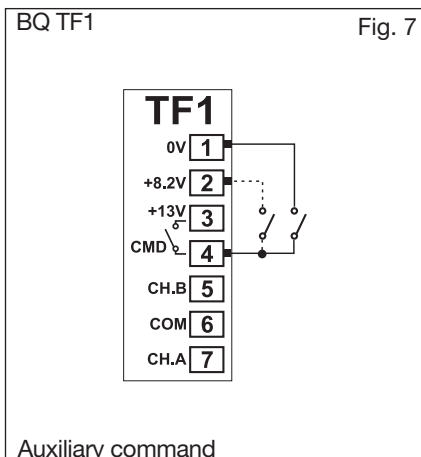 BQ TF1
Fig. 7
TF1
0V 1
+8.2V 2
+13V 3
CMD 4
CH.B 5
COM 6
CH.A 7
Auxiliary command